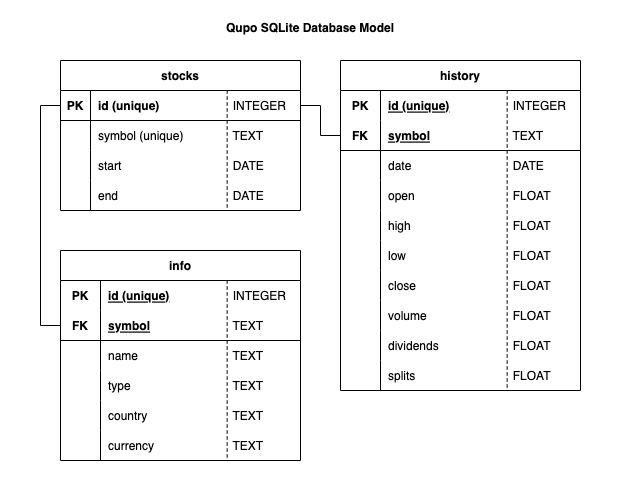 Qupo SQLite Database Model
stocks
PK id (unique) INTEGER
symbol (unique) TEXT
start DATE
end DATE
info
PK id (unique) INTEGER
FK symbol TEXT
name TEXT
type TEXT
country TEXT
currency TEXT
history
PK id (unique) INTEGER
FK symbol TEXT
date DATE
open FLOAT
high FLOAT
low FLOAT
close FLOAT
volume FLOAT
dividends FLOAT
splits FLOAT